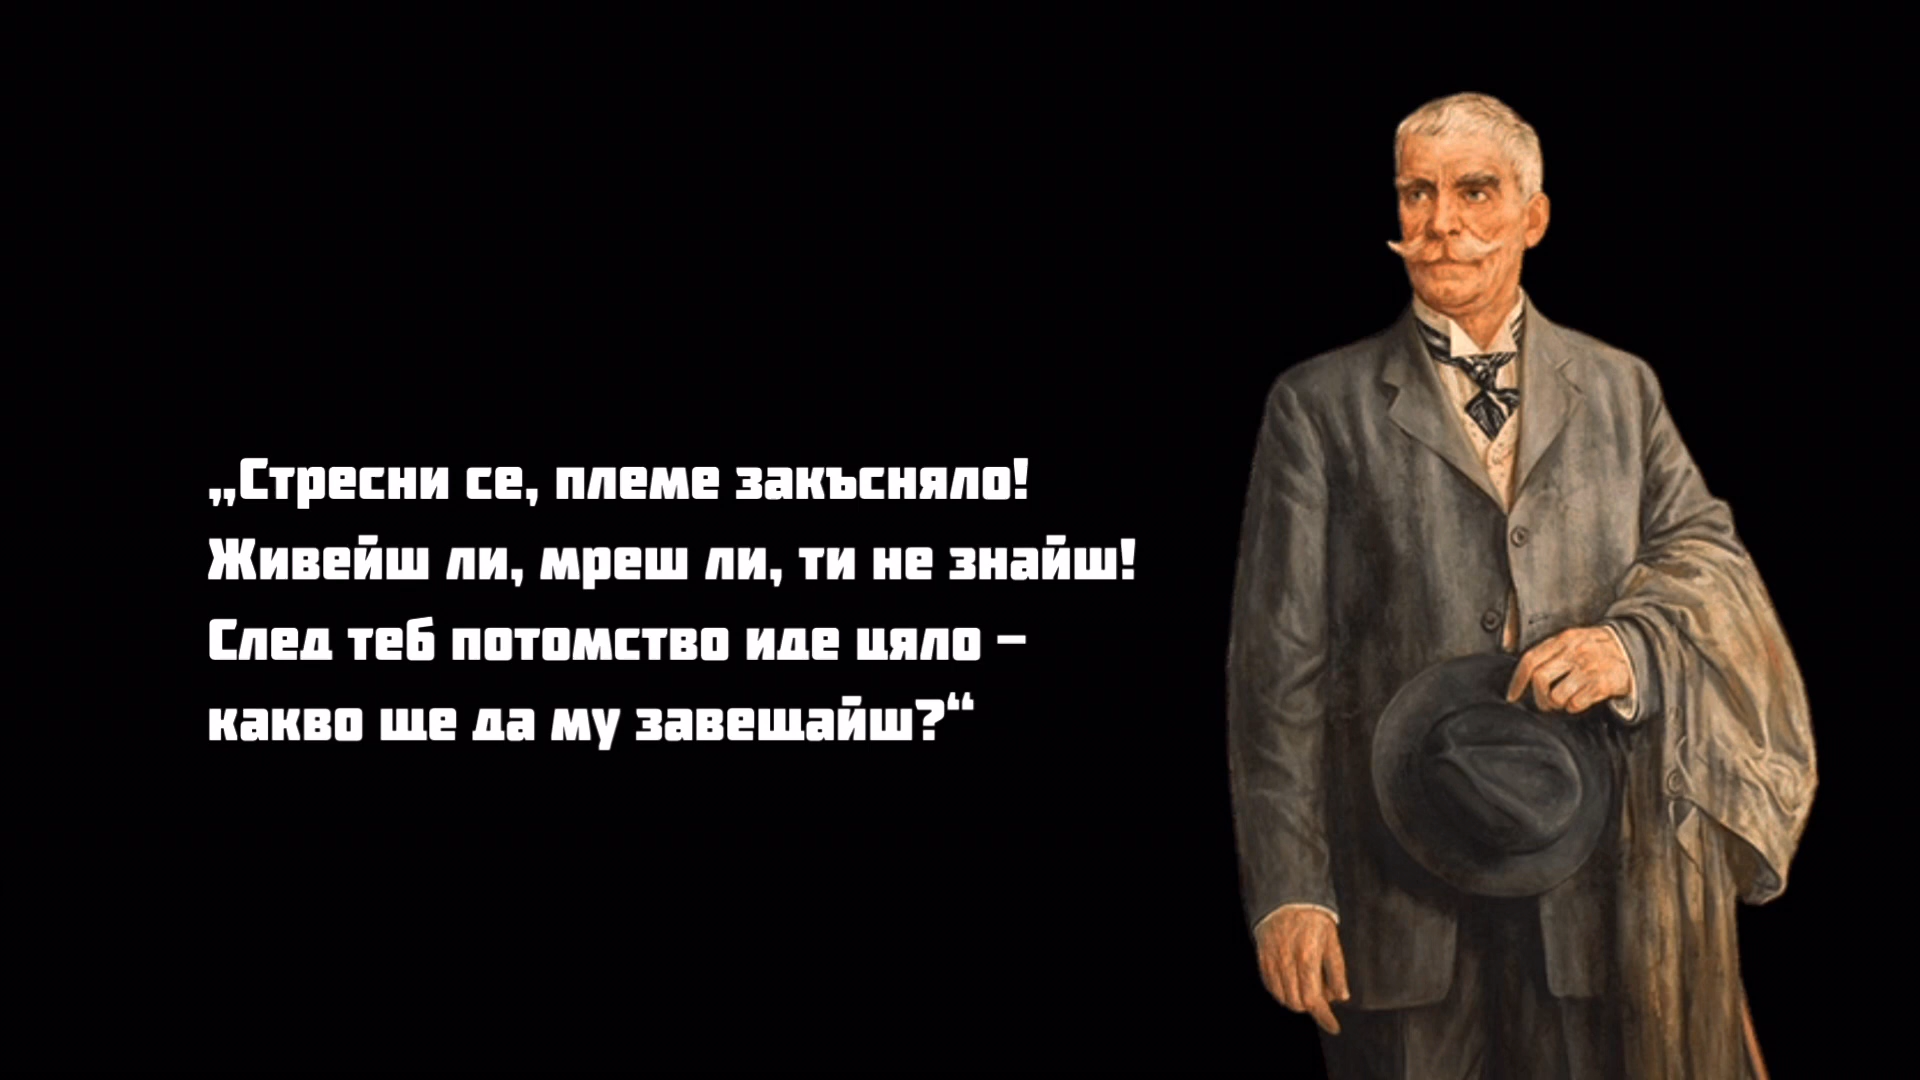 „Стресни се, племе закъсняло!
Живейш ли, мреш ли, ти не знайш!
След теб потомство иде цяло –
какво ще да му завещайш?“